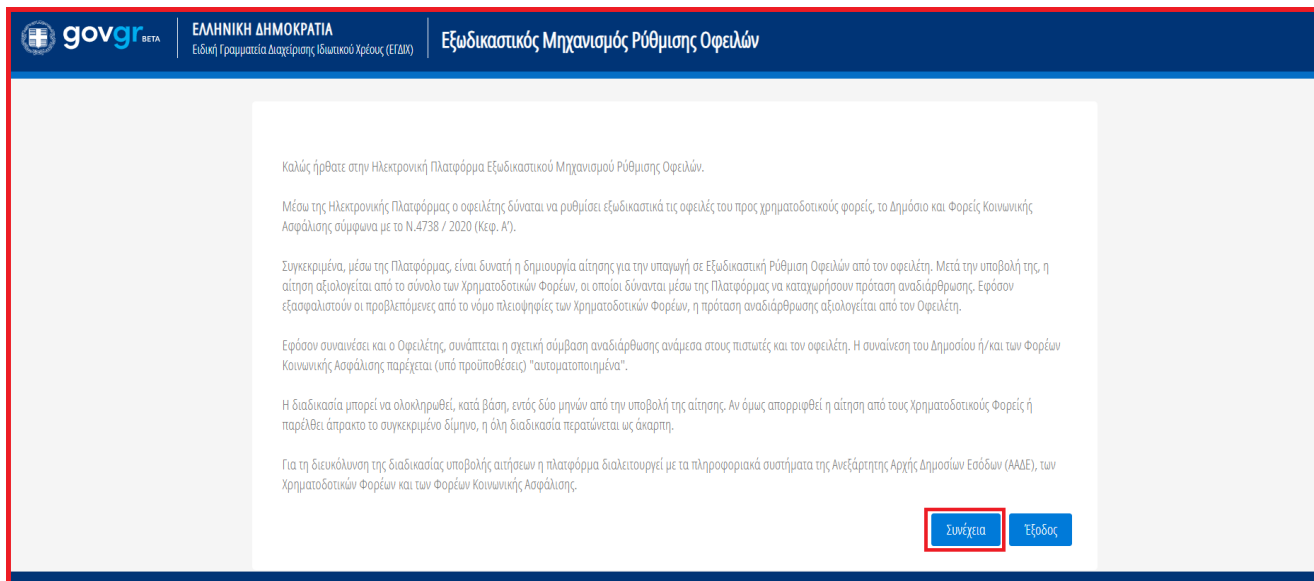 govgr BETA
ΕΛΛΗΝΙΚΗ ΔΗΜΟΚΡΑΤΙΑ
Ειδική Γραμματεία Διαχείρισης Ιδιωτικού Χρέους (ΕΓΔΙΧ)
Εξωδικαστικός Μηχανισμός Ρύθμισης Οφειλών
Καλώς ήρθατε στην Ηλεκτρονική Πλατφόρμα Εξωδικαστικού Μηχανισμού Ρύθμισης Οφειλών.
Μέσω της Ηλεκτρονικής Πλατφόρμας ο οφειλέτης δύναται να ρυθμίσει εξωδικαστικά τις οφειλές του προς χρηματοδοτικούς φορείς, το Δημόσιο και Φορείς Κοινωνικής
Ασφάλισης σύμφωνα με το Ν.4738 / 2020 (Κεφ. Α').
Συγκεκριμένα, μέσω της Πλατφόρμας, είναι δυνατή η δημιουργία αίτησης για την υπαγωγή σε Εξωδικαστική Ρύθμιση Οφειλών από τον οφειλέτη. Μετά την υποβολή της, η
αίτηση αξιολογείται από το σύνολο των Χρηματοδοτικών Φορέων, οι οποίοι δύνανται μέσω της Πλατφόρμας να καταχωρήσουν πρόταση αναδιάρθρωσης. Εφόσον
εξασφαλιστούν οι προβλεπόμενες από το νόμο πλειοψηφίες των Χρηματοδοτικών Φορέων, η πρόταση αναδιάρθρωσης αξιολογείται από τον Οφειλέτη.
Εφόσον συναινέσει και ο Οφειλέτης, συνάπτεται η σχετική σύμβαση αναδιάρθωσης ανάμεσα στους πιστωτές και τον οφειλέτη. Η συναίνεση του Δημοσίου ή/και των Φορέων
Κοινωνικής Ασφάλισης παρέχεται (υπό προϋποθέσεις) "αυτοματοποιημένα".
Η διαδικασία μπορεί να ολοκληρωθεί, κατά βάση, εντός δύο μηνών από την υποβολή της αίτησης. Αν όμως απορριφθεί η αίτηση από τους Χρηματοδοτικούς Φορείς ή
παρέλθει άπρακτο το συγκεκριμένο δίμηνο, η όλη διαδικασία περατώνεται ως άκαρπη.
Για τη διευκόλυνση της διαδικασίας υποβολής αιτήσεων η πλατφόρμα διαλειτουργεί με τα πληροφοριακά συστήματα της Ανεξάρτητης Αρχής Δημοσίων Εσόδων (ΑΑΔΕ), των
Χρηματοδοτικών Φορέων και των Φορέων Κοινωνικής Ασφάλισης.
Συνέχεια
Έξοδος